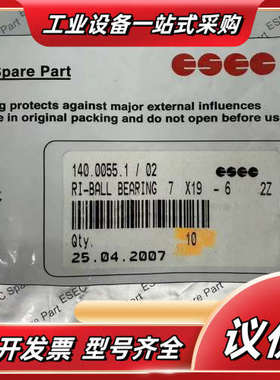 工业设备一站式采购
Spare Part
esec
g protects against major external influences
e in original packing and do not open before use
140.0055.1 / 02
esec
RI-BALL BEARING 7 X19 - 6 2Z
Qty.
10
25.04.2007
开发票 型号齐全
议价